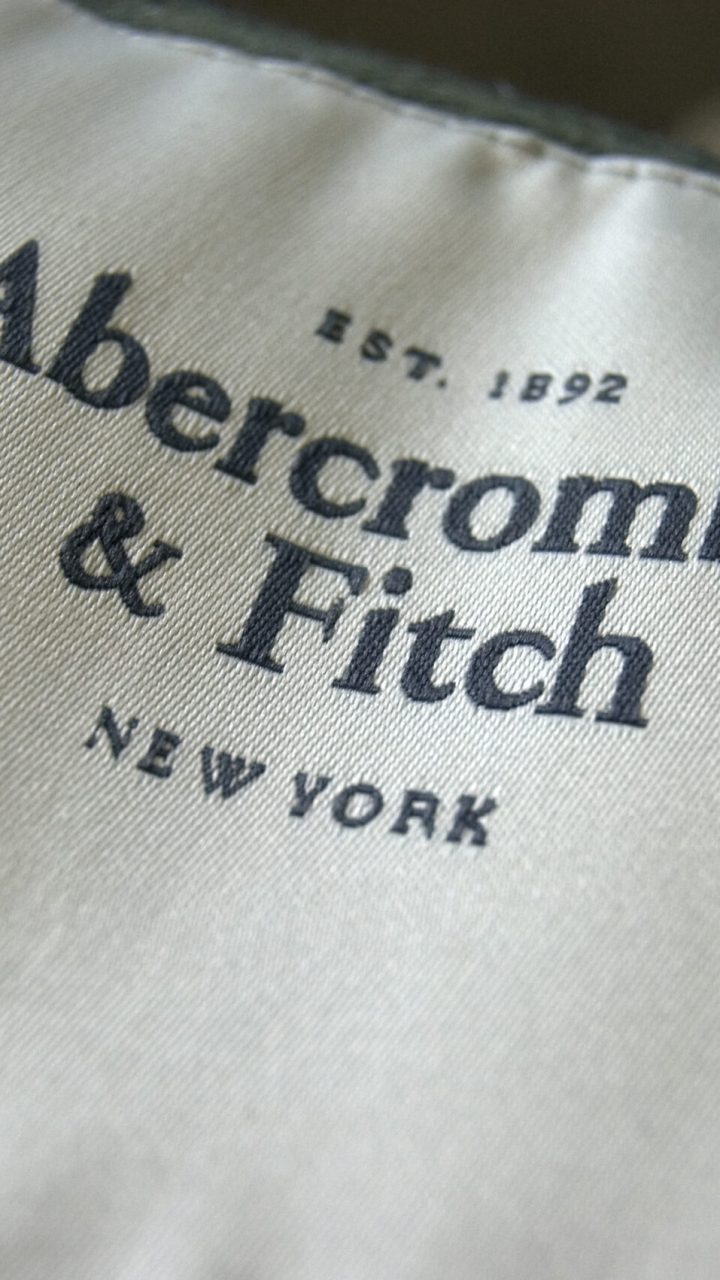 EST. 1892
Abercrom
& Fitch
NEW YORK